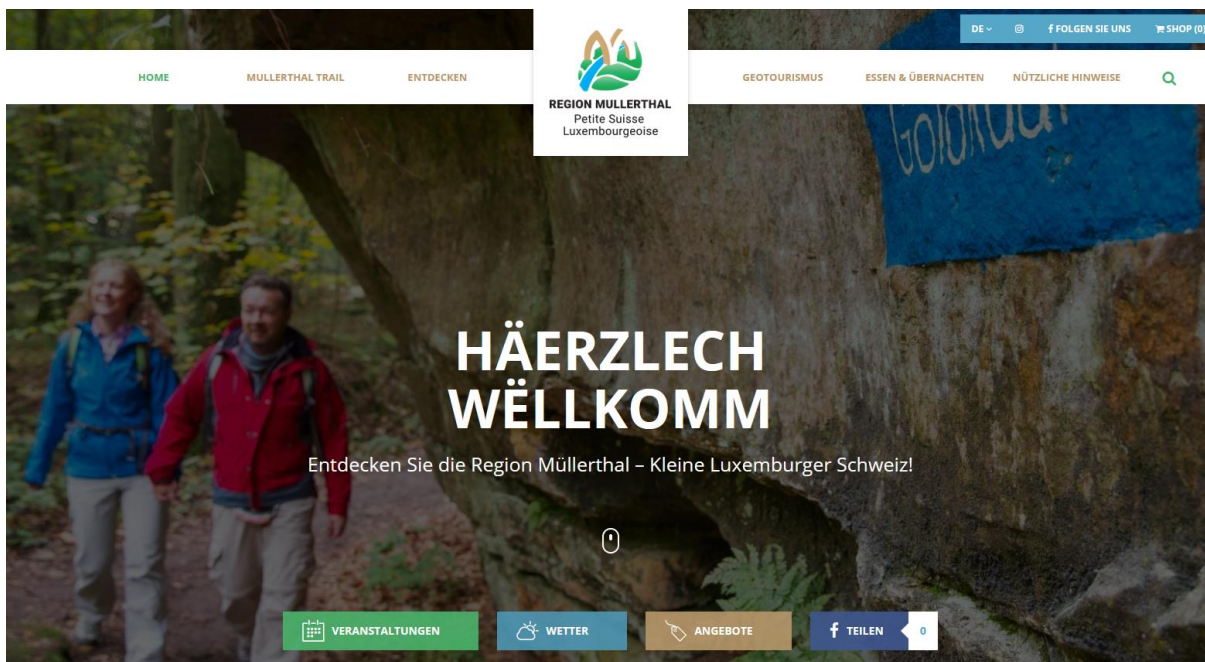 DE
FOLGEN SIE UNS
SHOP (0)
HOME
MULLERTHAL TRAIL
ENTDECKEN
REGION MULLERTHAL
Petite Suisse
Luxembourgeoise
GEOTOURISMUS
ESSEN & ÜBERNACHTEN
NÜTZLICHE HINWEISE
HÄERZLECH
WËLLKOMM
Entdecken Sie die Region Müllerthal – Kleine Luxemburger Schweiz!
VERANSTALTUNGEN
WETTER
ANGEBOTE
TEILEN
0